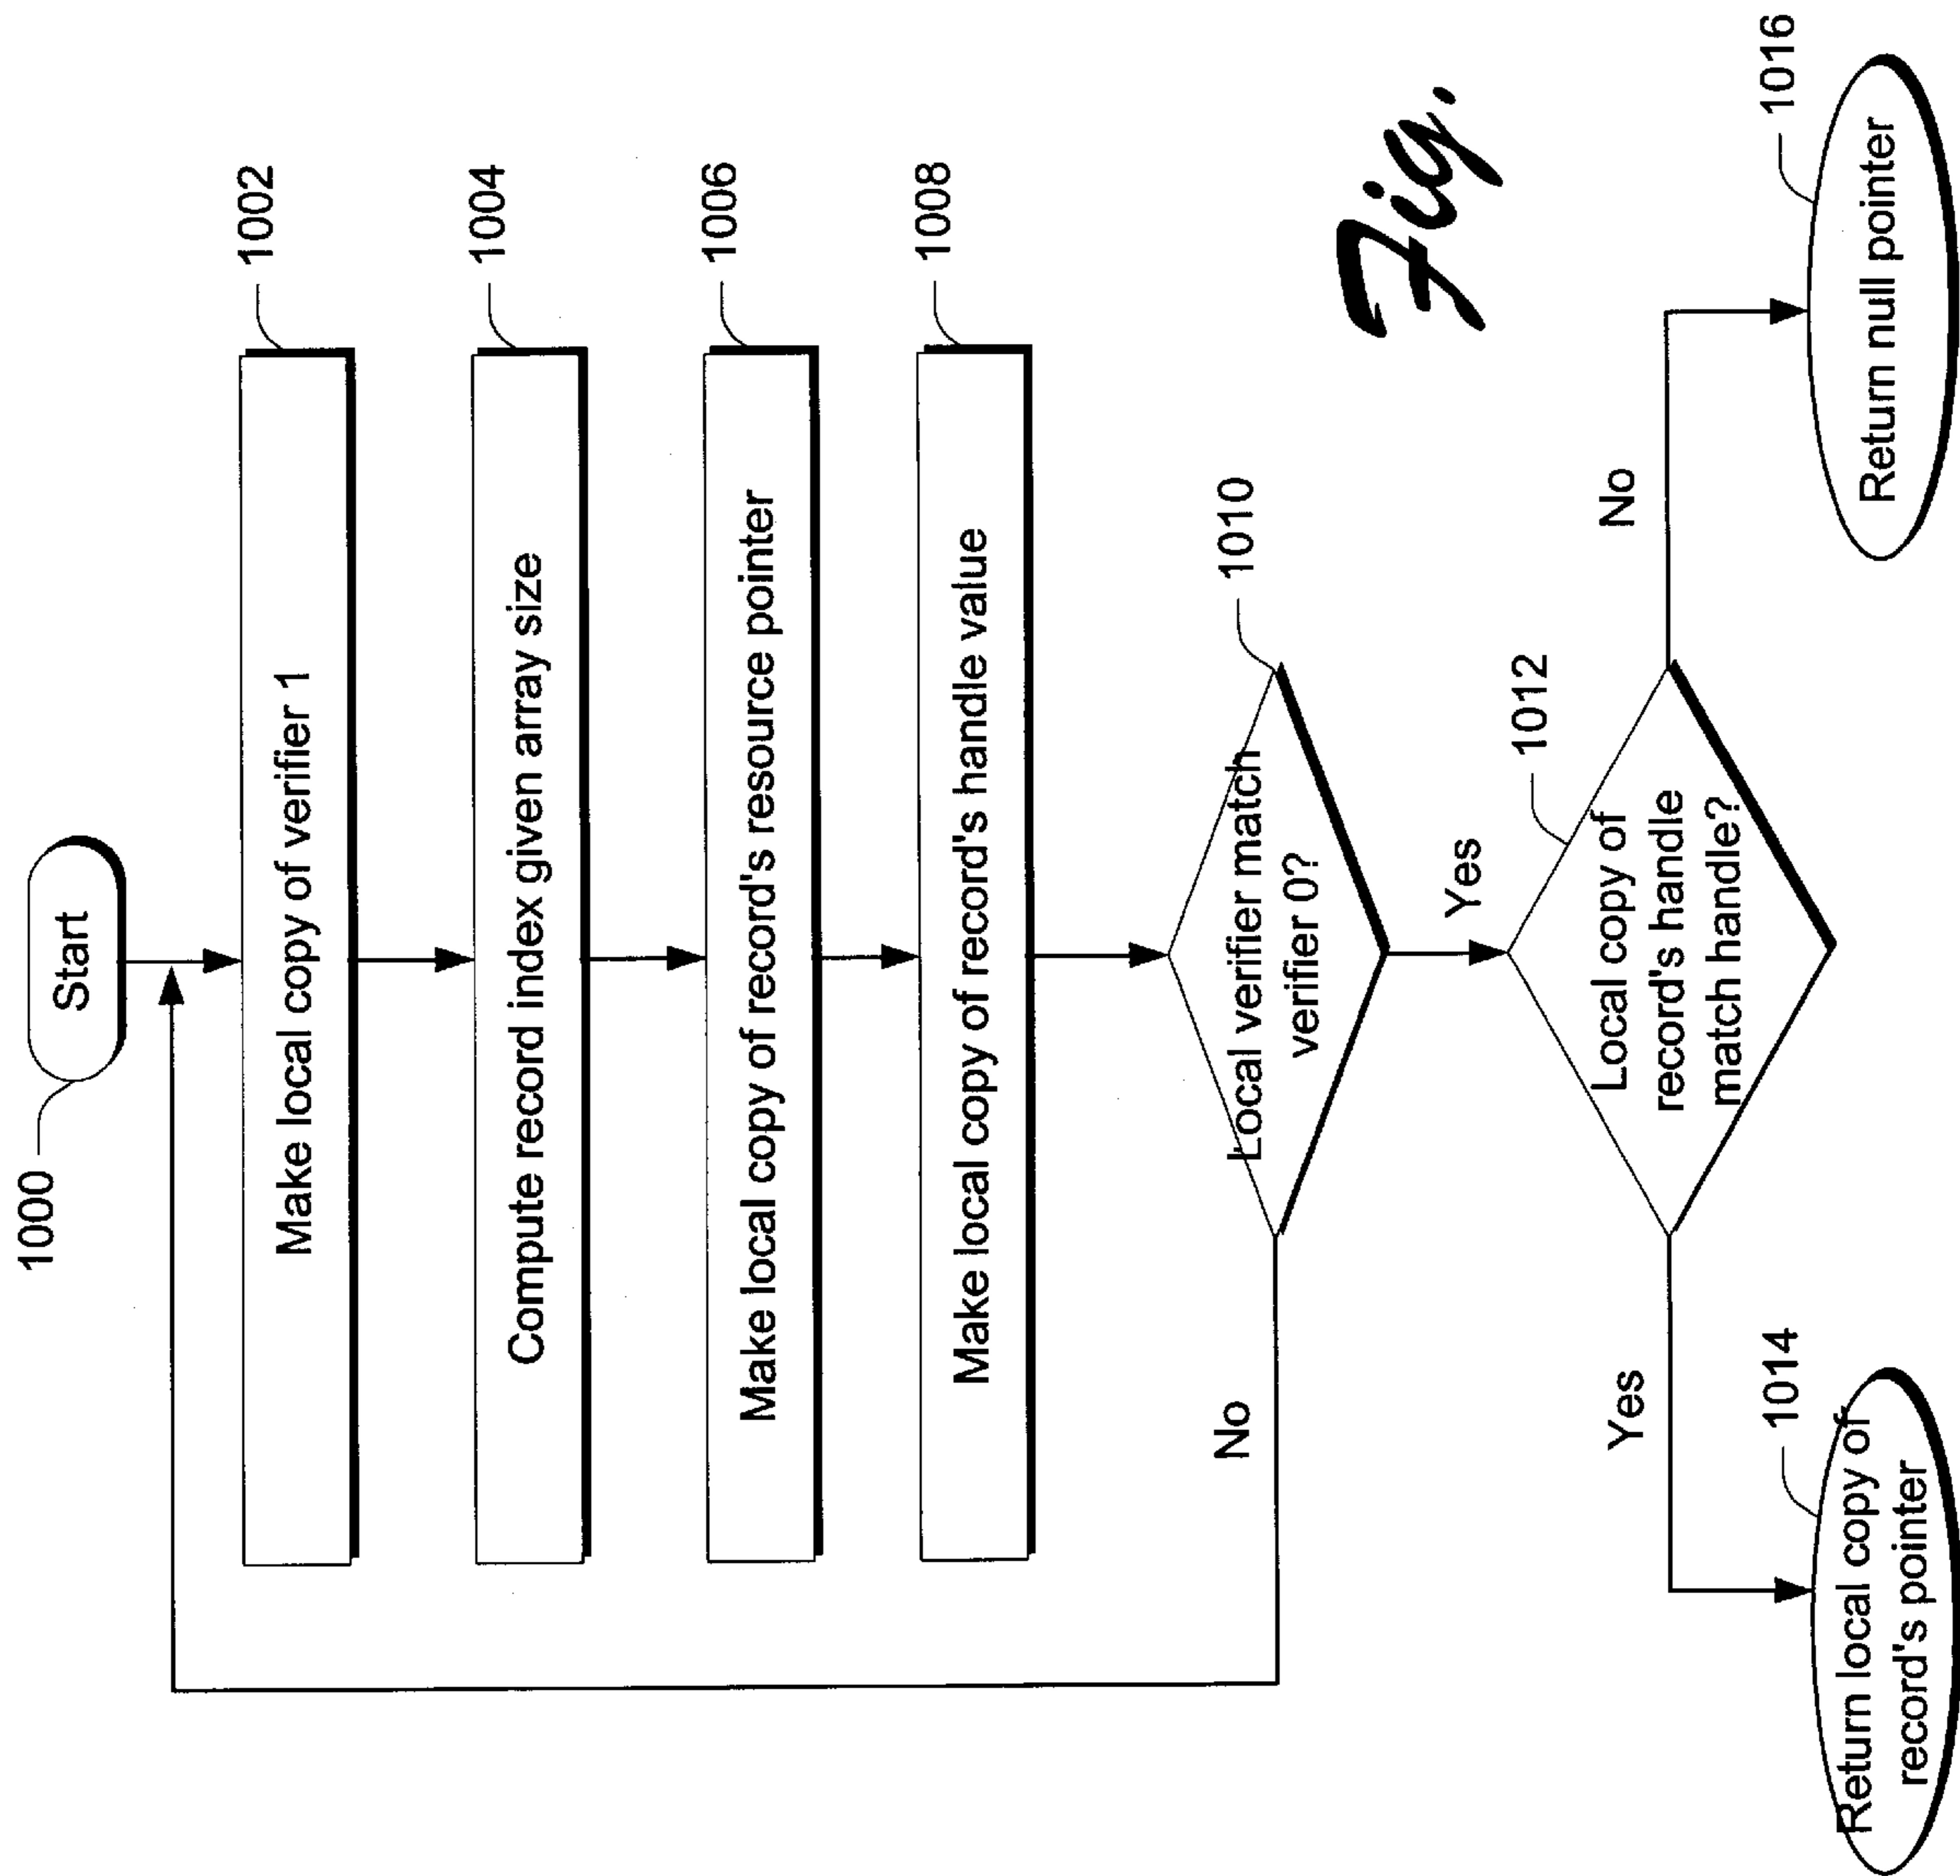 1000
Start
1002
Make local copy of verifier 1
1004
Compute record index given array size
1006
Make local copy of record's resource pointer
1008
Make local copy of record's handle value
1010
Local verifier match
verifier 0?
No
Yes
1012
Local copy of
record's handle
match handle?
Yes
No
1014
Return local copy of
record's pointer
1016
Return null pointer
Fig.